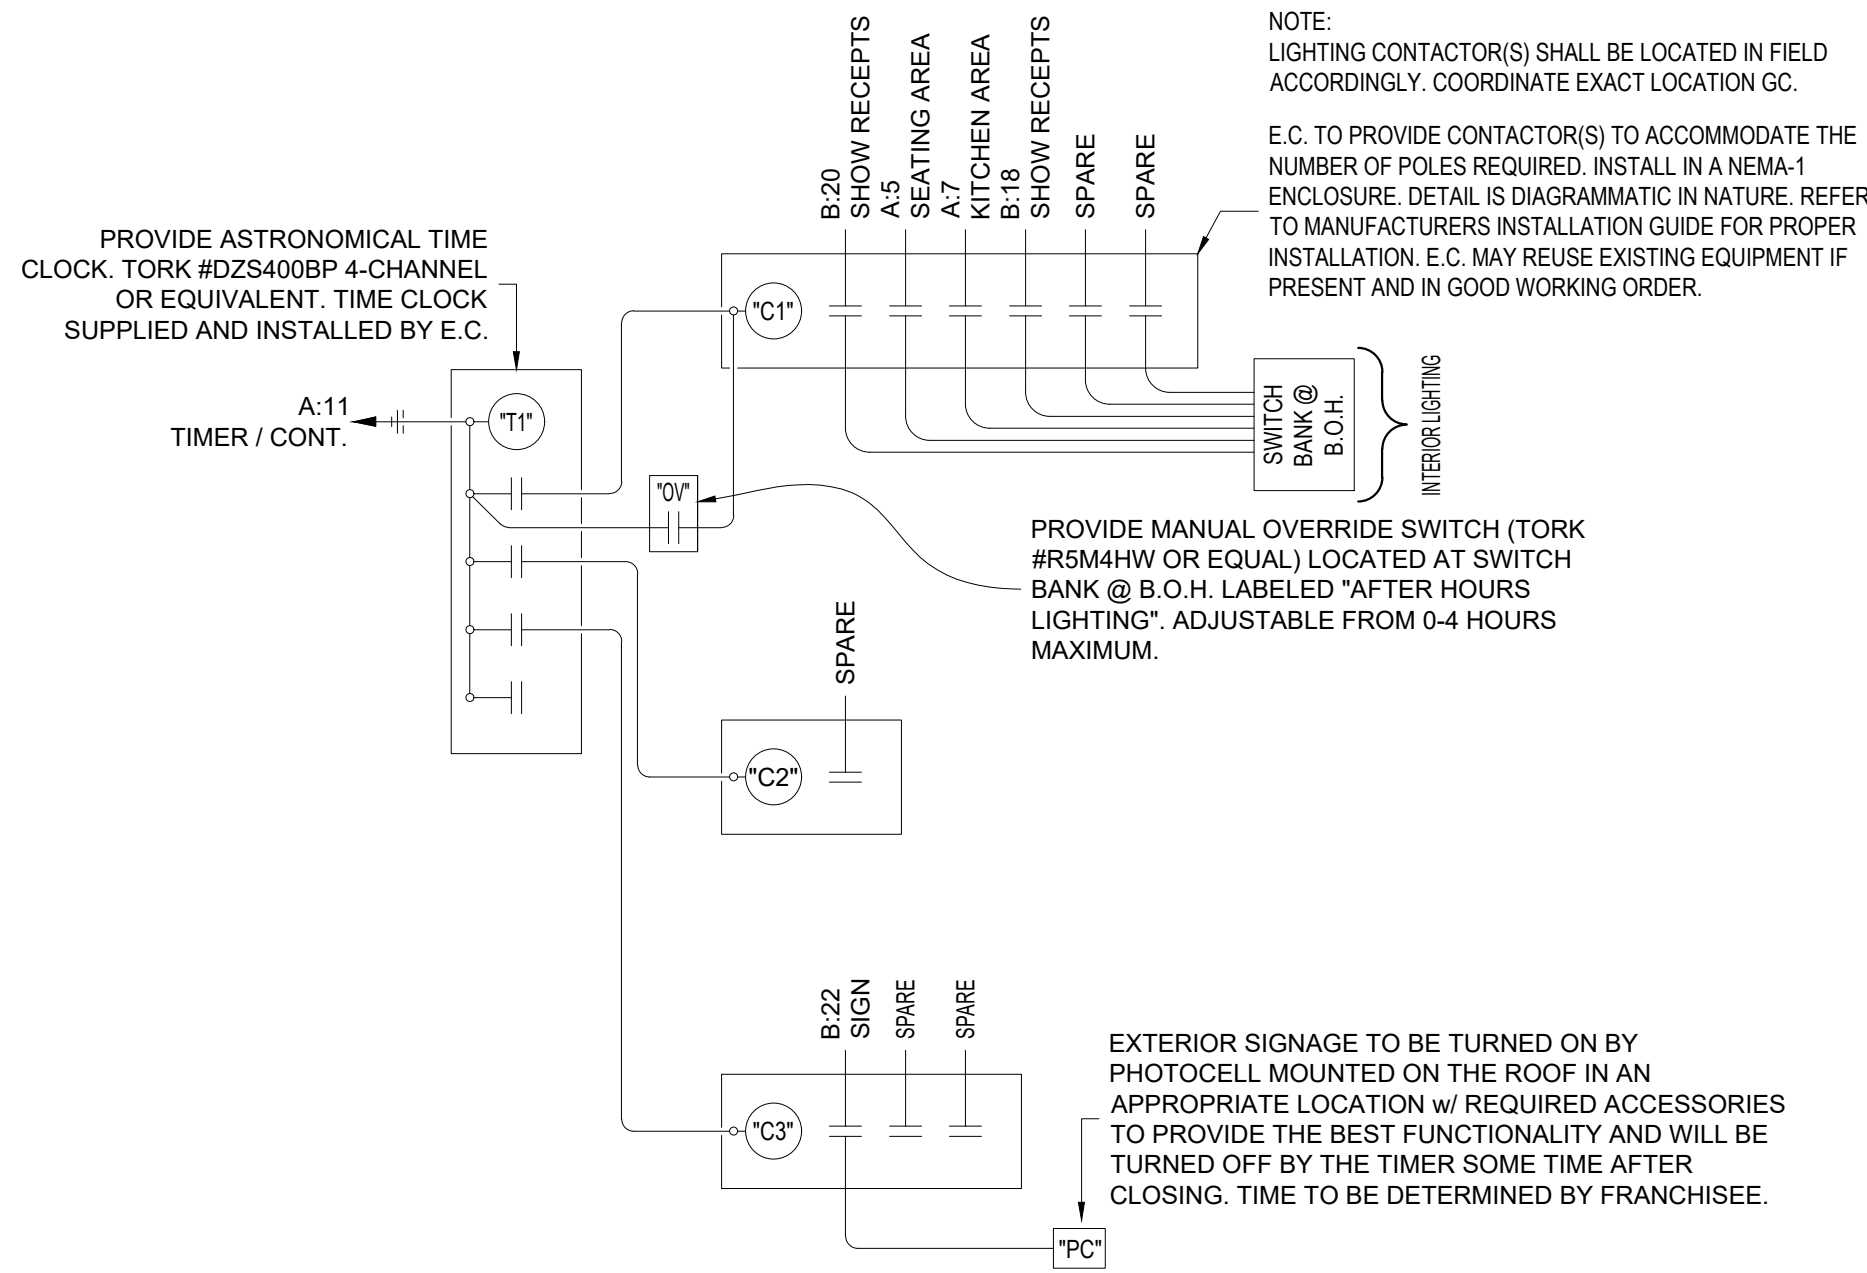 NOTE:
LIGHTING CONTACTOR(S) SHALL BE LOCATED IN FIELD
ACCORDINGLY. COORDINATE EXACT LOCATION GC.
E.C. TO PROVIDE CONTACTOR(S) TO ACCOMMODATE THE
NUMBER OF POLES REQUIRED. INSTALL IN A NEMA-1
ENCLOSURE. DETAIL IS DIAGRAMMATIC IN NATURE. REFER
TO MANUFACTURERS INSTALLATION GUIDE FOR PROPER
INSTALLATION. E.C. MAY REUSE EXISTING EQUIPMENT IF
PRESENT AND IN GOOD WORKING ORDER.
B:20
SHOW RECEPTS
A:5
SEATING AREA
A:7
KITCHEN AREA
B:18
SHOW RECEPTS
SPARE
SPARE
PROVIDE ASTRONOMICAL TIME
CLOCK. TORK #DZS400BP 4-CHANNEL
OR EQUIVALENT. TIME CLOCK
SUPPLIED AND INSTALLED BY E.C.
"C1"
A:11
TIMER / CONT.
"T1"
SWITCH
BANK @
B.O.H.
INTERIOR LIGHTING
"OV"
PROVIDE MANUAL OVERRIDE SWITCH (TORK
#R5M4HW OR EQUAL) LOCATED AT SWITCH
BANK @ B.O.H. LABELED "AFTER HOURS
LIGHTING". ADJUSTABLE FROM 0-4 HOURS
MAXIMUM.
SPARE
"C2"
B:22
SIGN
SPARE
SPARE
"C3"
EXTERIOR SIGNAGE TO BE TURNED ON BY
PHOTOCELL MOUNTED ON THE ROOF IN AN
APPROPRIATE LOCATION w/ REQUIRED ACCESSORIES
TO PROVIDE THE BEST FUNCTIONALITY AND WILL BE
TURNED OFF BY THE TIMER SOME TIME AFTER
CLOSING. TIME TO BE DETERMINED BY FRANCHISEE.
"PC"